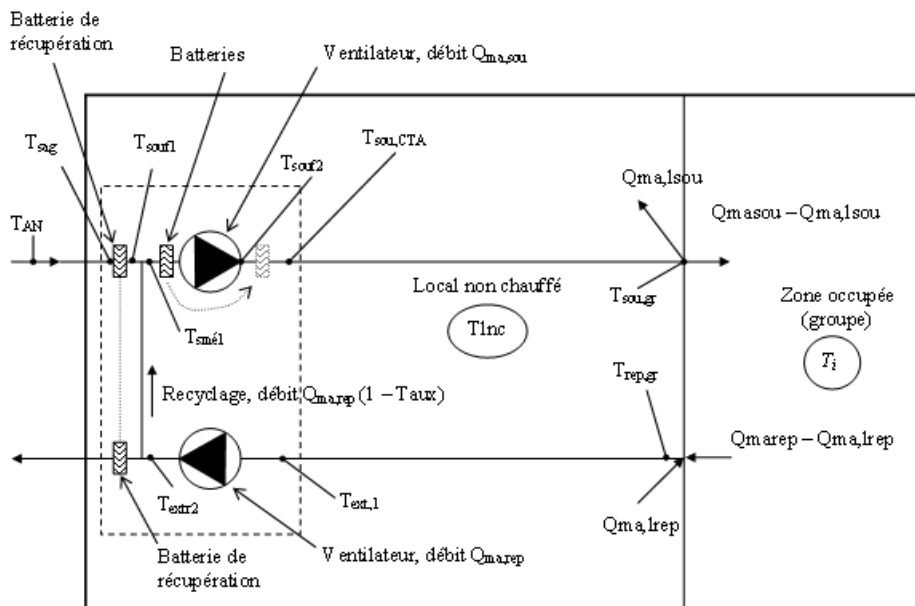 Batterie de
récupération
Batteries
Ventilateur, débit Qma,sou
Tsag
Tsouf1
Tsouf2
Tsou,CTA
Qma,lsou
Qmasou – Qma,lsou
TAN
Local non chauffé
Tlnc
Tsou,gr
Zone occupée
(groupe)
Ti
Tsmél
Trep,gr
Recyclage, débit Qma,rep (1 – Taux)
Qmarep – Qma,lrep
Textr2
Text,1
Qma,lrep
Batterie de
récupération
Ventilateur, débit Qma,rep